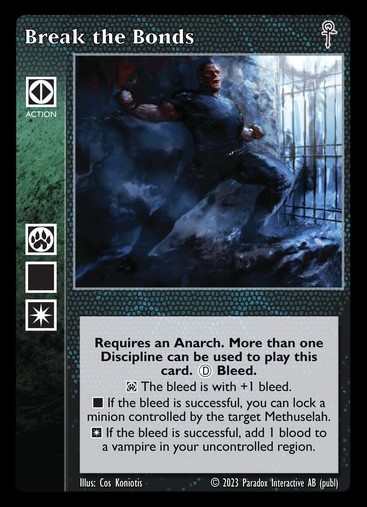 Break the Bonds
ACTION
Requires an Anarch. More than one
Discipline can be used to play this
card. Ⓓ Bleed.
The bleed is with +1 bleed.
If the bleed is successful, you can lock a
minion controlled by the target Methuselah.
If the bleed is successful, add 1 blood to
a vampire in your uncontrolled region.
Illus: Cos Koniotis © 2023 Paradox Interactive AB (publ)